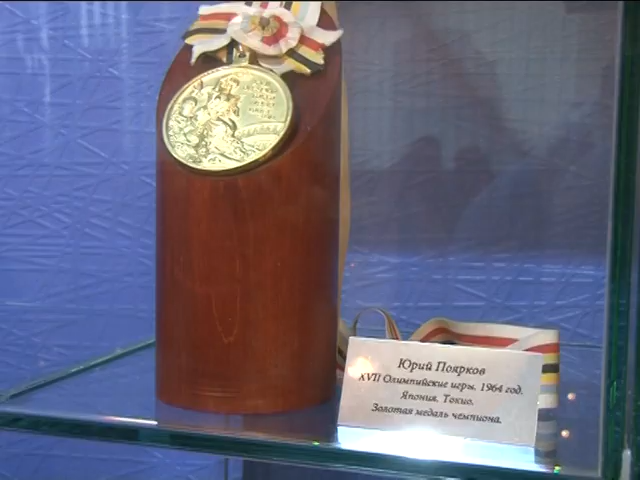 Юрий Поярков
XVII Олимпийские игры. 1964 год.
Япония. Токио.
Золотая медаль чемпиона.